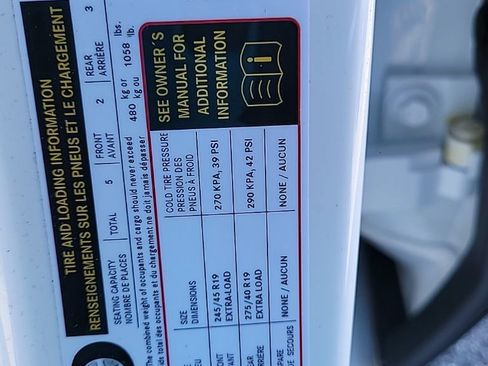 TIRE AND LOADING INFORMATION
RENSEIGNEMENTS SUR LES PNEUS ET LE CHARGEMENT
SEATING CAPACITY
NOMBRE DE PLACES
TOTAL 5
FRONT
AVANT 2
REAR
ARRIÈRE 3
The combined weight of occupants and cargo should never exceed 480 kg or 1058 lbs.
ids total des occupants et du chargement ne doit jamais dépasser kg ou lb.
SIZE
DIMENSIONS
COLD TIRE PRESSURE
PRESSION DES
PNEUS À FROID
SEE OWNER'S
MANUAL FOR
ADDITIONAL
INFORMATION
245/45 R19
EXTRA LOAD
270 KPA, 39 PSI
275/40 R19
EXTRA LOAD
290 KPA, 42 PSI
DE SECOURS
NONE / AUCUN
NONE / AUCUN